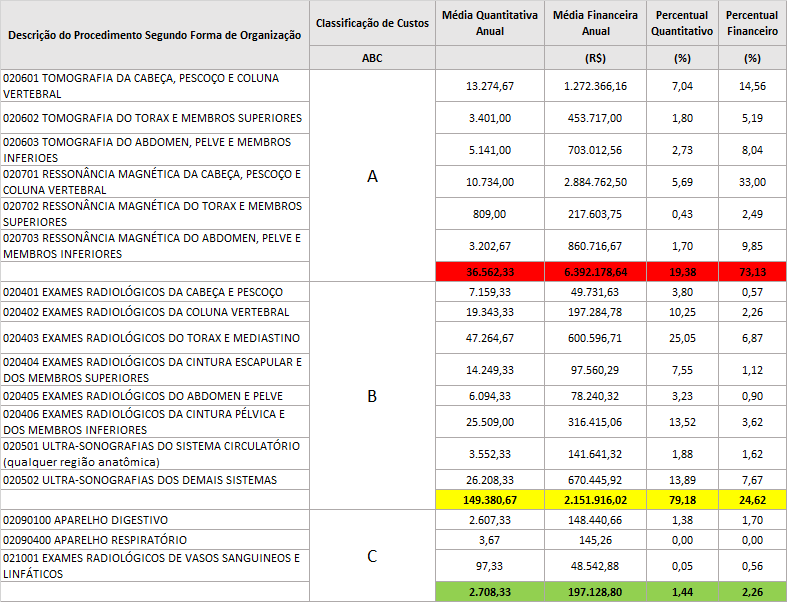 Descrição do Procedimento Segundo Forma de Organização | Classificação de Custos | Média Quantitativa Anual | Média Financeira Anual | Percentual Quantitativo | Percentual Financeiro
ABC | (R$) | (%) | (%)
020601 TOMOGRAFIA DA CABEÇA, PESCOÇO E COLUNA
VERTEBRAL | 13.274,67 | 1.272.366,16 | 7,04 | 14,56
020602 TOMOGRAFIA DO TORAX E MEMBROS SUPERIORES | 3.401,00 | 453.717,00 | 1,80 | 5,19
020603 TOMOGRAFIA DO ABDOMEN, PELVE E MEMBROS
INFERIOES | 5.141,00 | 703.012,56 | 2,73 | 8,04
A
020701 RESSONÂNCIA MAGNÉTICA DA CABEÇA, PESCOÇO E
COLUNA VERTEBRAL | 10.734,00 | 2.884.762,50 | 5,69 | 33,00
020702 RESSONÂNCIA MAGNÉTICA DO TORAX E MEMBROS
SUPERIORES | 809,00 | 217.603,75 | 0,43 | 2,49
020703 RESSONÂNCIA MAGNÉTICA DO ABDOMEN, PELVE E
MEMBROS INFERIORES | 3.202,67 | 860.716,67 | 1,70 | 9,85
36.562,33 | 6.392.178,64 | 19,38 | 73,13
020401 EXAMES RADIOLÓGICOS DA CABEÇA E PESCOÇO | 7.159,33 | 49.731,63 | 3,80 | 0,57
020402 EXAMES RADIOLÓGICOS DA COLUNA VERTEBRAL | 19.343,33 | 197.284,78 | 10,25 | 2,26
020403 EXAMES RADIOLÓGICOS DO TORAX E MEDIASTINO | 47.264,67 | 600.596,71 | 25,05 | 6,87
020404 EXAMES RADIOLÓGICOS DA CINTURA ESCAPULAR E
DOS MEMBROS SUPERIORES | 14.249,33 | 97.560,29 | 7,55 | 1,12
020405 EXAMES RADIOLÓGICOS DO ABDOMEN E PELVE | B | 6.094,33 | 78.240,32 | 3,23 | 0,90
020406 EXAMES RADIOLÓGICOS DA CINTURA PÉLVICA E
DOS MEMBROS INFERIORES | 25.509,00 | 316.415,06 | 13,52 | 3,62
020501 ULTRA-SONOGRAFIAS DO SISTEMA CIRCULATÓRIO
(qualquer região anatômica) | 3.552,33 | 141.641,32 | 1,88 | 1,62
020502 ULTRA-SONOGRAFIAS DOS DEMAIS SISTEMAS | 26.208,33 | 670.445,92 | 13,89 | 7,67
149.380,67 | 2.151.916,02 | 79,18 | 24,62
02090100 APARELHO DIGESTIVO | 2.607,33 | 148.440,66 | 1,38 | 1,70
02090400 APARELHO RESPIRATÓRIO | 3,67 | 145,26 | 0,00 | 0,00
C
021001 EXAMES RADIOLÓGICOS DE VASOS SANGUINEOS E
LINFÁTICOS | 97,33 | 48.542,88 | 0,05 | 0,56
2.708,33 | 197.128,80 | 1,44 | 2,26